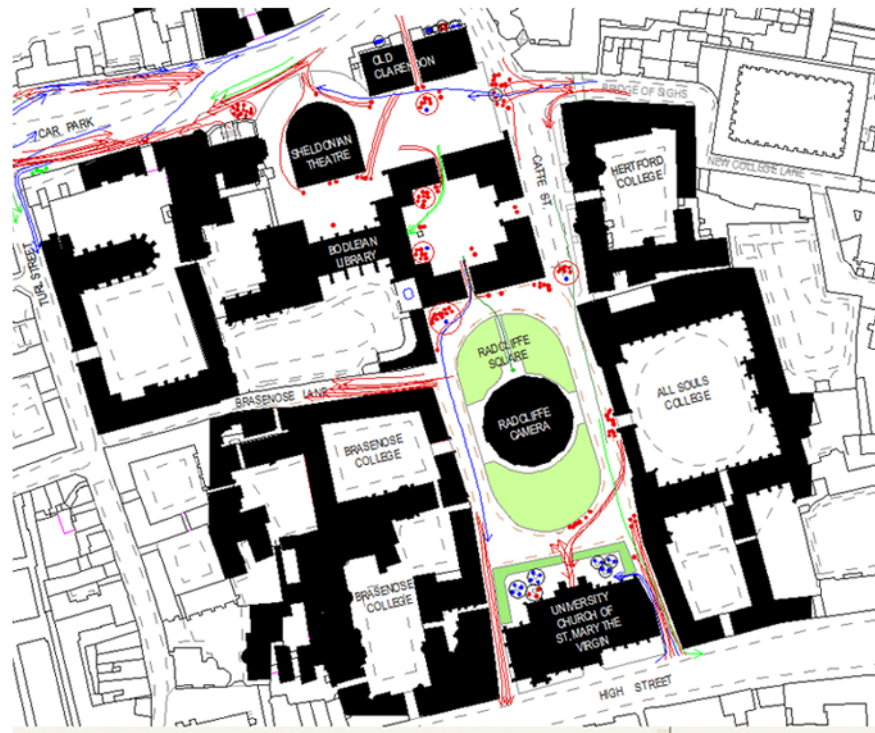 OLD
CLARENDON
BRIDGE OF SIGHS
CAR PARK
SHELDONIAN
THEATRE
CATTE ST.
HERTFORD
COLLEGE
NEW COLLEGE LANE
TURL STREET
BODLEIAN
LIBRARY
RADCLIFFE
SQUARE
BRASENOSE LANE
RADCLIFFE
CAMERA
ALL SOULS
COLLEGE
BRASENOSE
COLLEGE
BRASENOSE
COLLEGE
UNIVERSITY
CHURCH OF
ST. MARY THE
VIRGIN
HIGH STREET